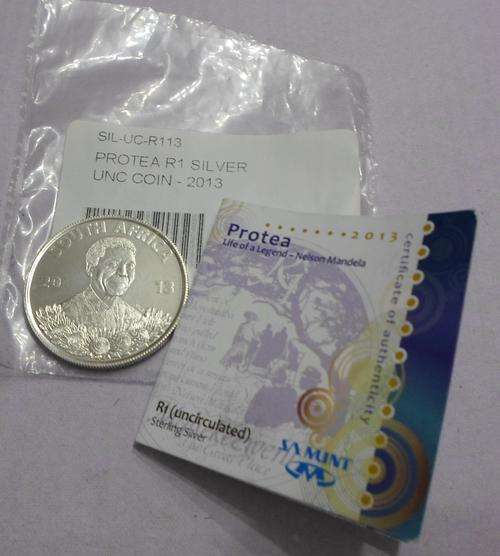 SIL-UC-R113
PROTEA R1 SILVER
UNC COIN - 2013
SOUTH AFRIKA
20 13
2013
Protea
Life of a Legend - Nelson Mandela
certificate of authenticity
R1 (uncirculated)
Sterling Silver
SA MINT